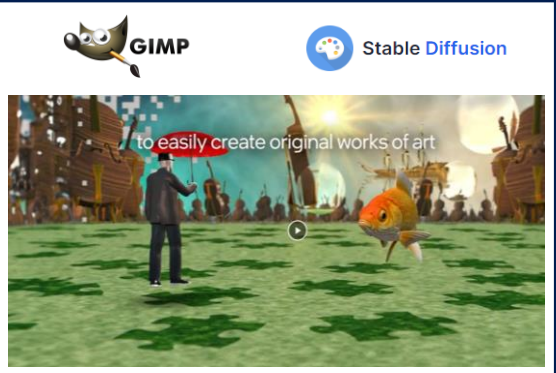 GIMP
Stable Diffusion
to easily create original works of art